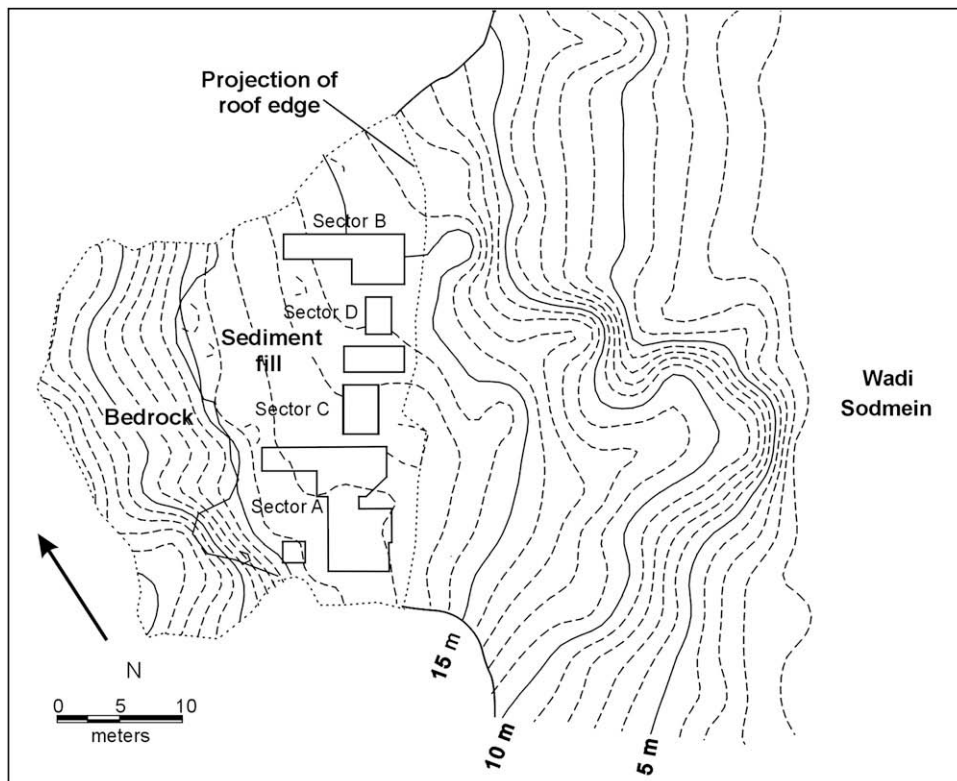 Projection of
roof edge
Sector B
Sector D
Sediment
fill
Sector C
Bedrock
Sector A
Wadi
Sodmein
15 m
10 m
5 m
N
0 5 10
meters